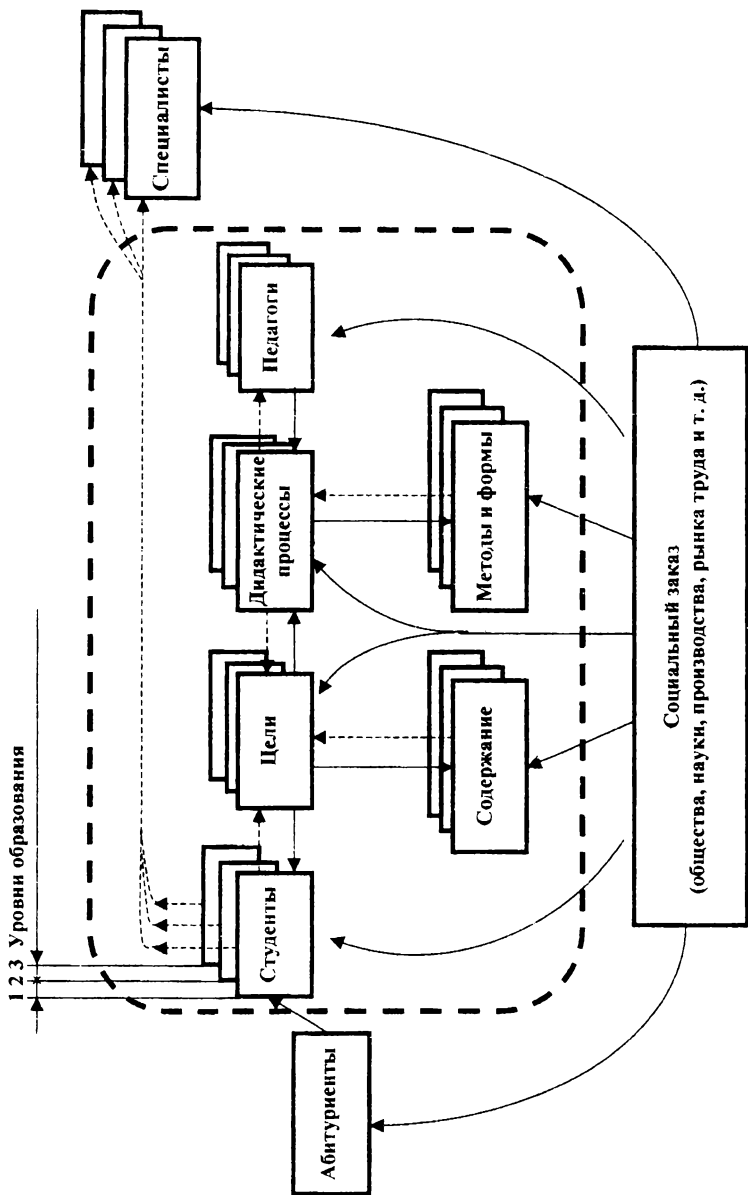 1 2 3 Уровни образования
Абитуриенты
Студенты
Цели
Дидактические
процессы
Педагоги
Специалисты
Содержание
Методы и формы
Социальный заказ
(общества, науки, производства, рынка труда и т. д.)